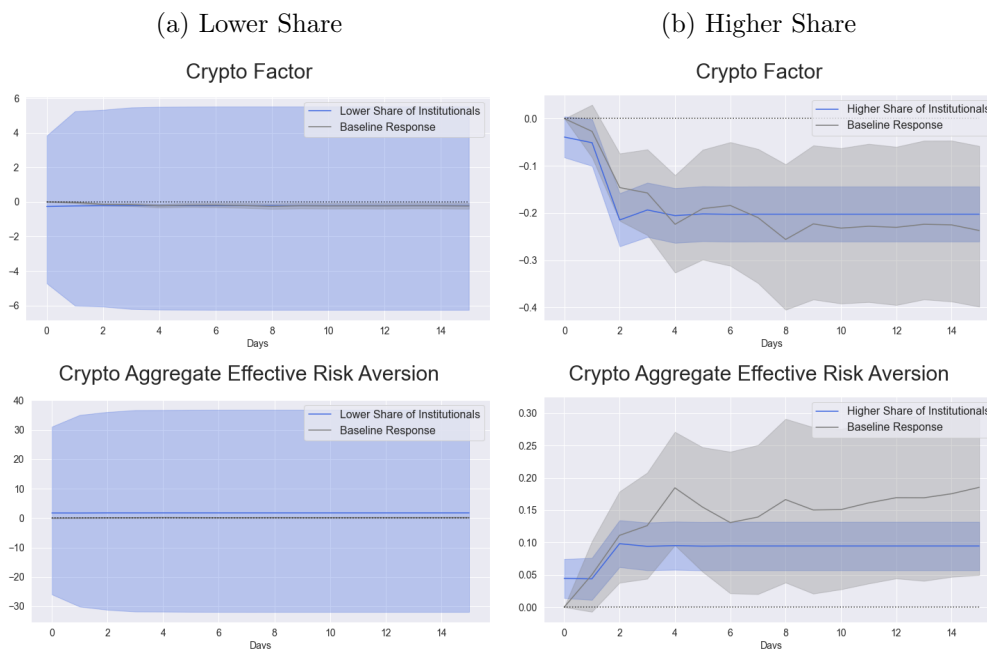 (a) Lower Share
(b) Higher Share
Crypto Factor
6
4
2
0
−2
−4
−6
Lower Share of Institutionals
Baseline Response
0 2 4 6 8 10 12 14
Days
Crypto Factor
0.0
−0.1
−0.2
−0.3
−0.4
Higher Share of Institutionals
Baseline Response
0 2 4 6 8 10 12 14
Days
Crypto Aggregate Effective Risk Aversion
40
30
20
10
0
−10
−20
−30
Lower Share of Institutionals
Baseline Response
0 2 4 6 8 10 12 14
Days
Crypto Aggregate Effective Risk Aversion
0.30
0.25
0.20
0.15
0.10
0.05
0.00
Higher Share of Institutionals
Baseline Response
0 2 4 6 8 10 12 14
Days